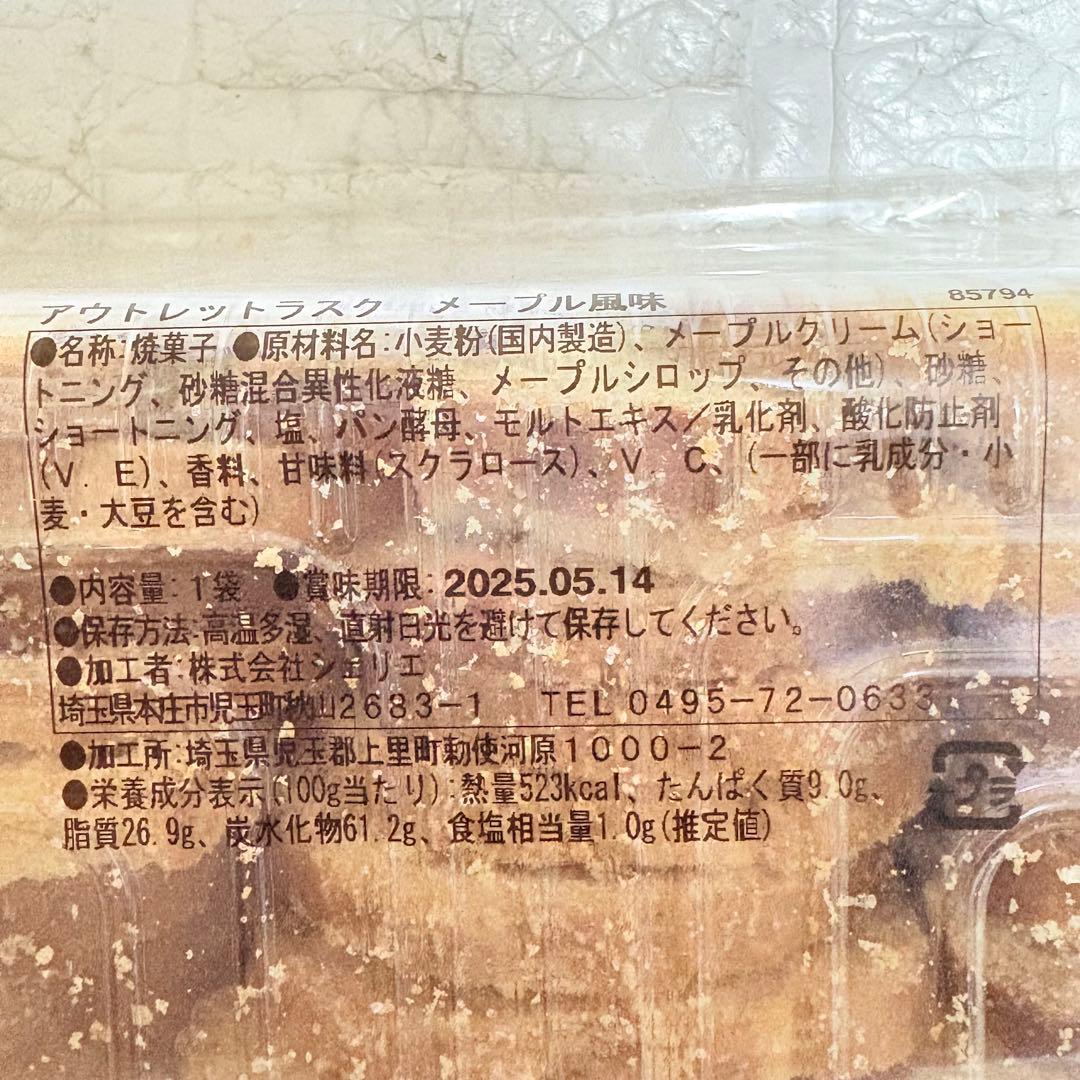 アウトレットラスク　メープル風味
85794
●名称:焼菓子 ●原材料名:小麦粉(国内製造)、メープルクリーム(ショー
トニング、砂糖混合異性化液糖、メープルシロップ、その他)、砂糖、
ショートニング、塩、パン酵母、モルトエキス/乳化剤、酸化防止剤
(V．E)、香料、甘味料(スクラロース)、V．C、(一部に乳成分・小
麦・大豆を含む)
●内容量:1袋 ●賞味期限:2025.05.14
●保存方法:高温多湿、直射日光を避けて保存してください。
●加工者:株式会社シェリエ
埼玉県本庄市児玉町秋山2683-1　TEL 0495-72-0633
●加工所:埼玉県児玉郡上里町勅使河原1000-2
●栄養成分表示(100g当たり):熱量523kcal、たんぱく質9.0g、
脂質26.9g、炭水化物61.2g、食塩相当量1.0g(推定値)
プラ